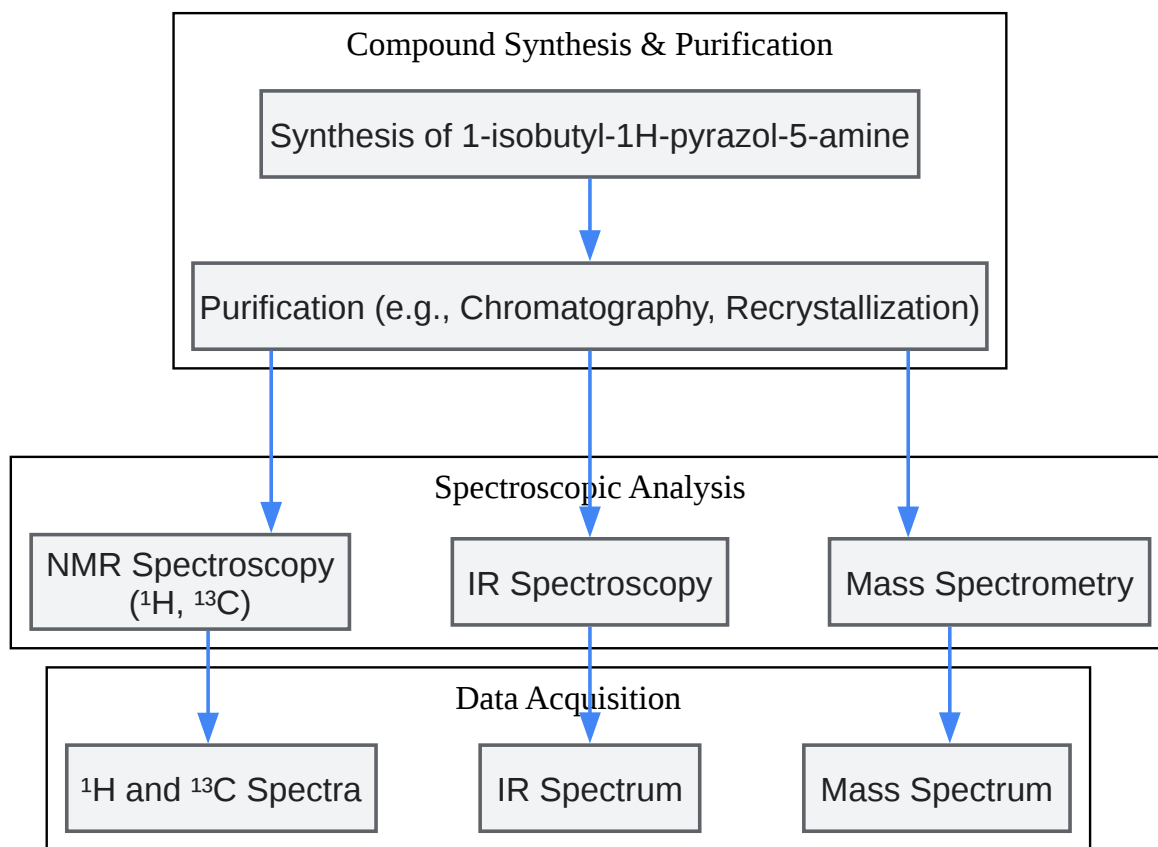 Compound Synthesis & Purification
Synthesis of 1-isobutyl-1H-pyrazol-5-amine
Purification (e.g., Chromatography, Recrystallization)
Spectroscopic Analysis
NMR Spectroscopy
(¹H, ¹³C)
IR Spectroscopy
Mass Spectrometry
Data Acquisition
¹H and ¹³C Spectra
IR Spectrum
Mass Spectrum